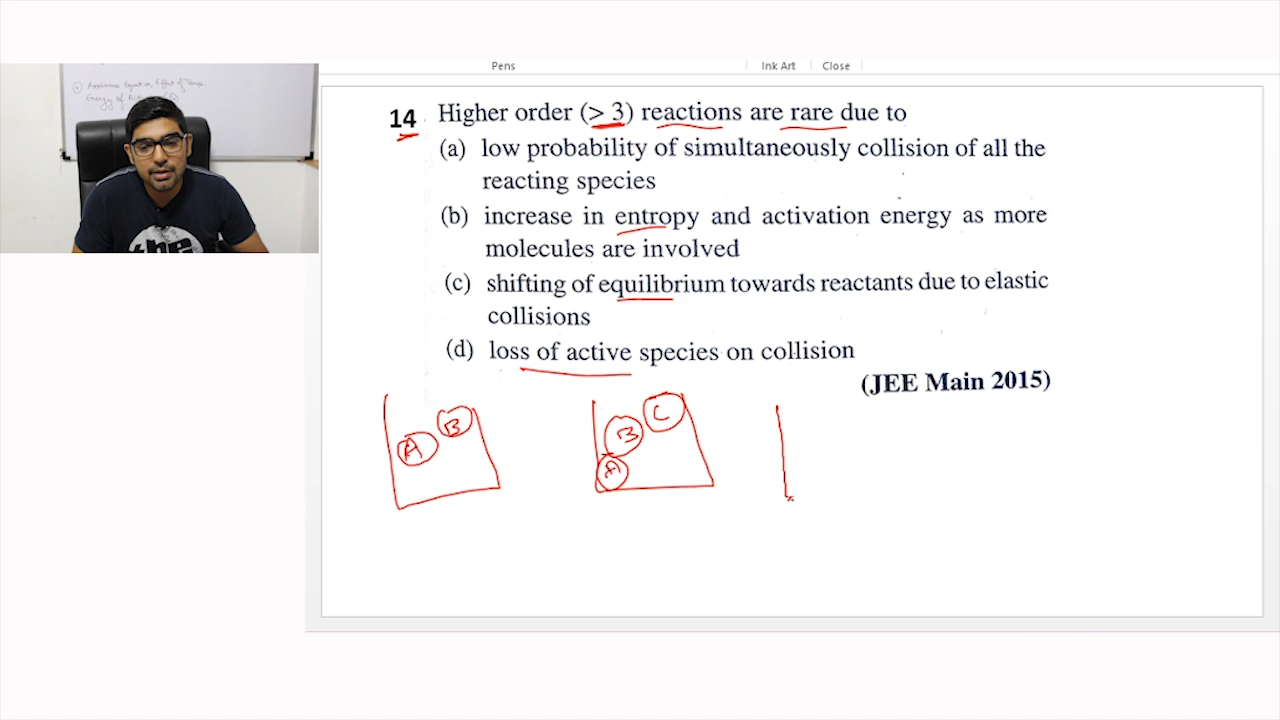 Pens
Ink Art
Close
14 Higher order (> 3) reactions are rare due to
(a) low probability of simultaneously collision of all the
reacting species
(b) increase in entropy and activation energy as more
molecules are involved
(c) shifting of equilibrium towards reactants due to elastic
collisions
(d) loss of active species on collision
(JEE Main 2015)
A B
A B C
the